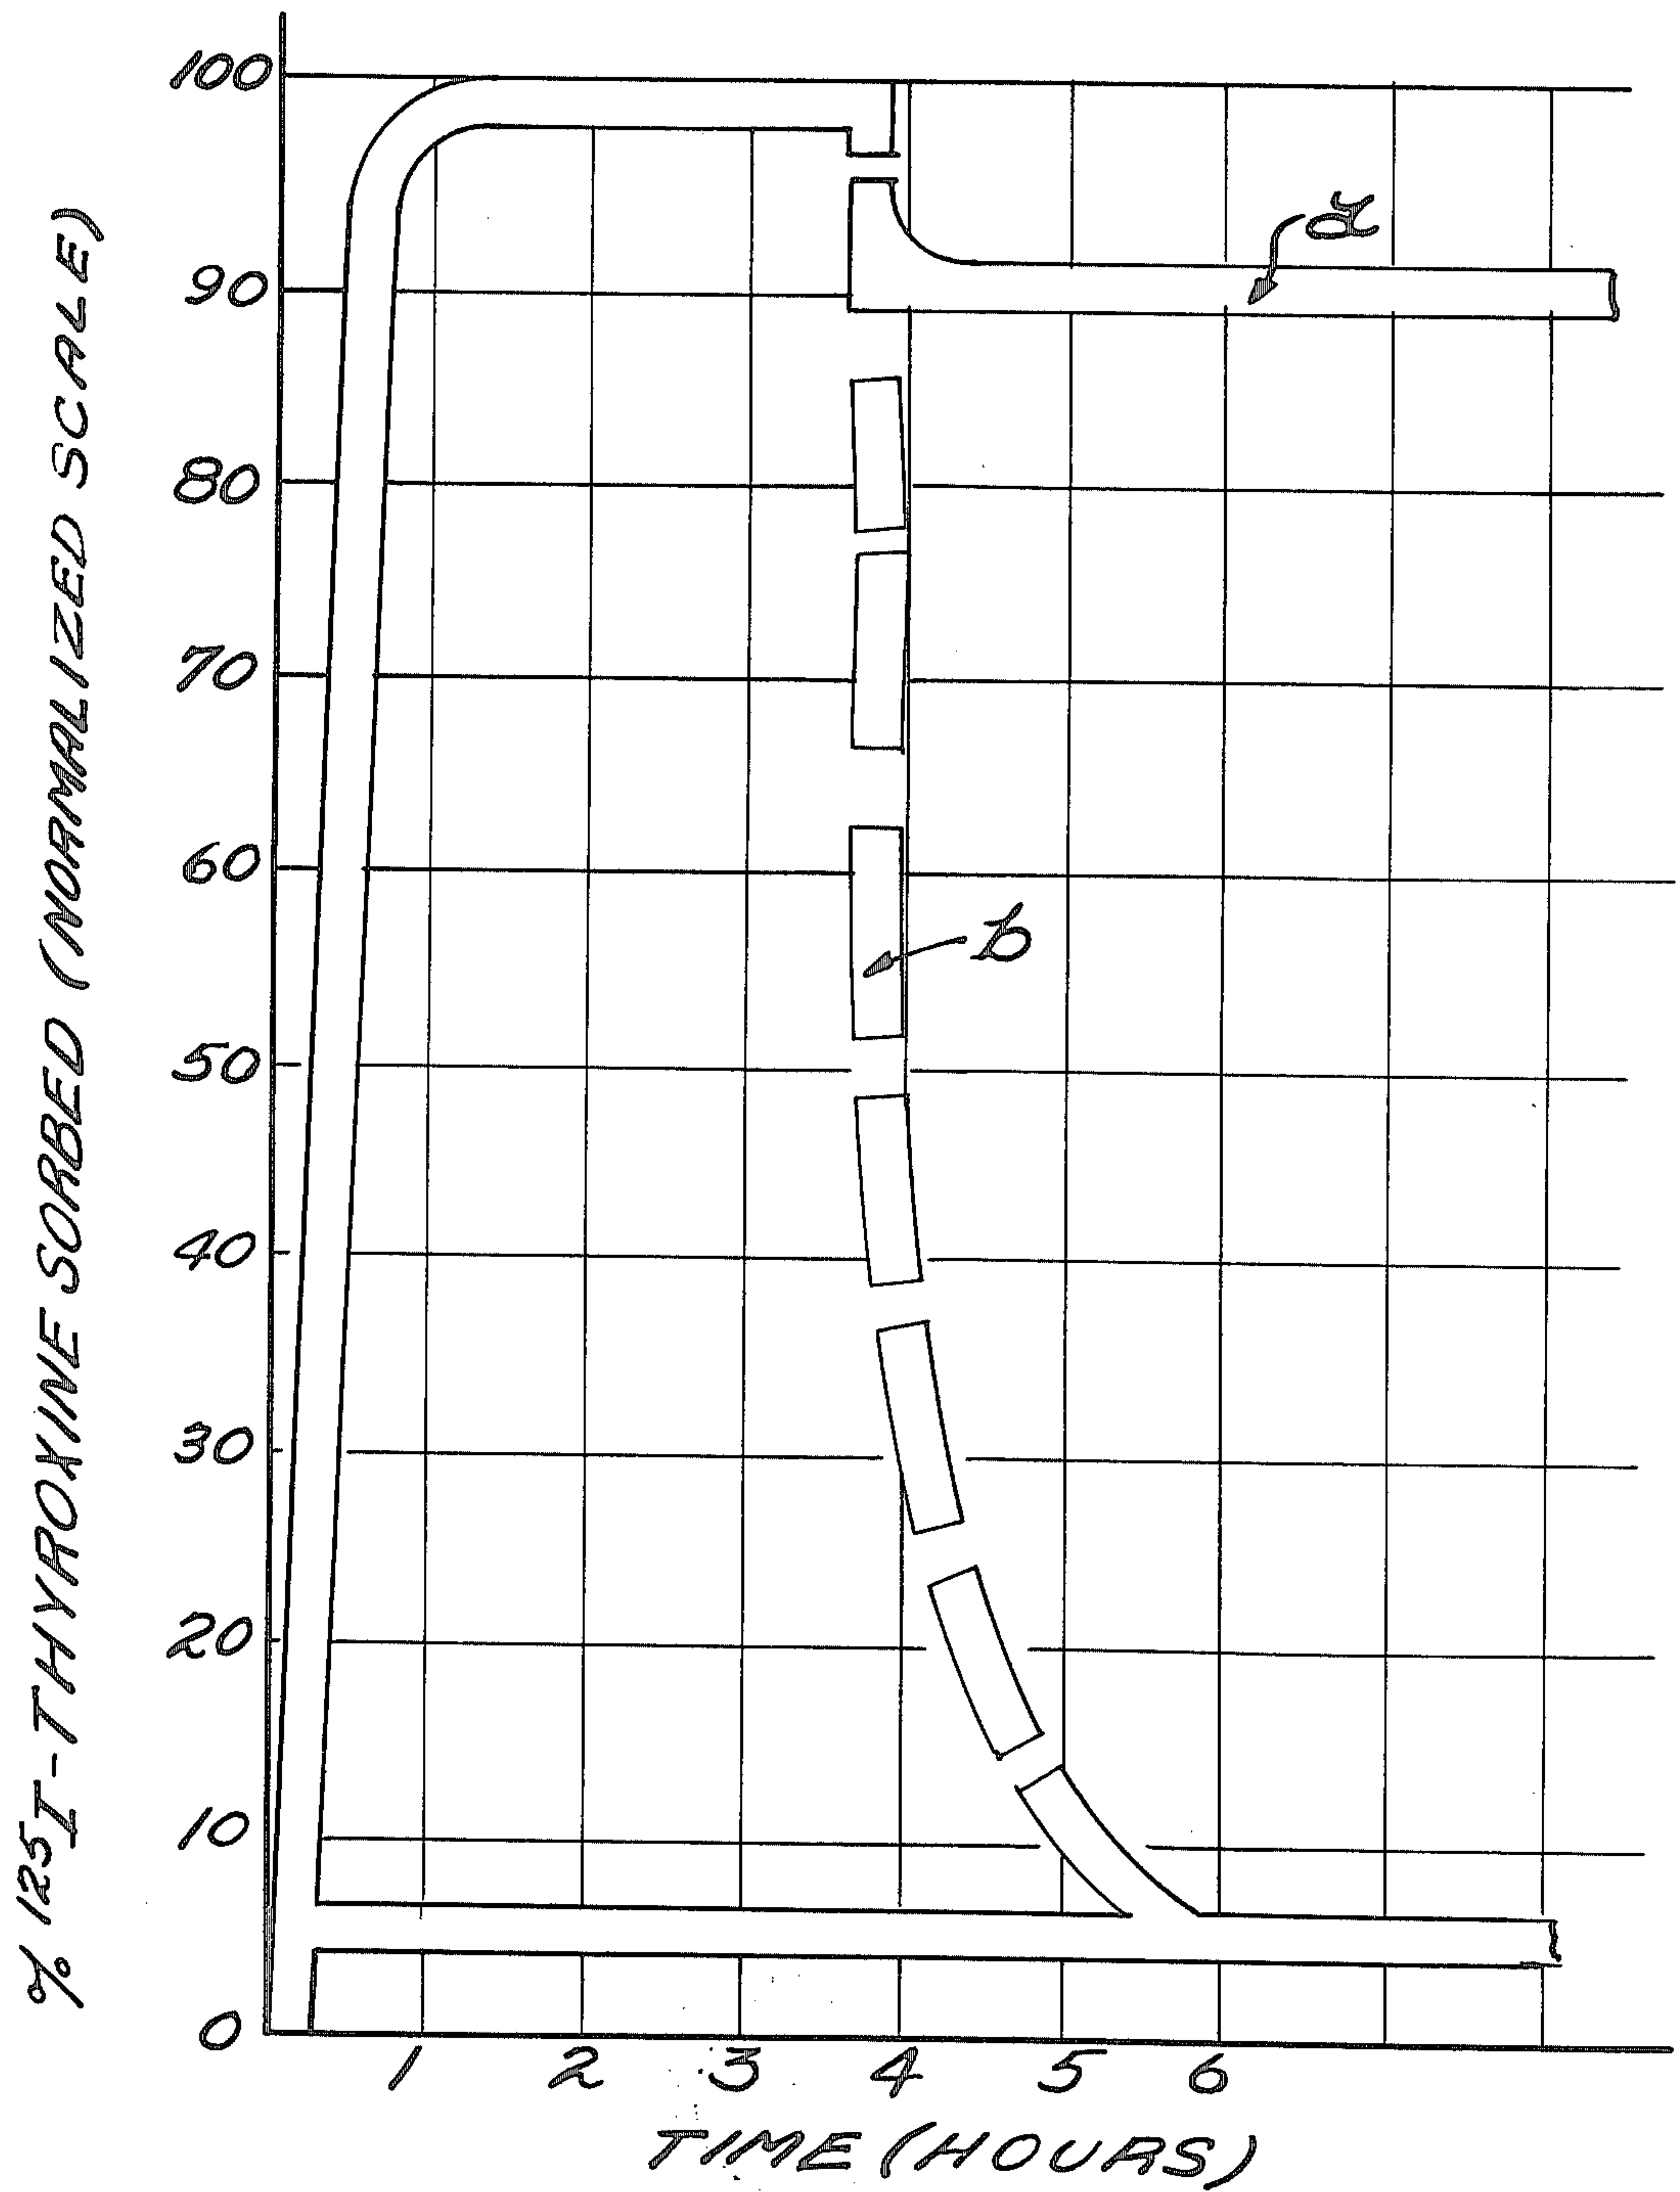 % 125I-THYROXINE SORBED (NORMALIZED SCALE)
100
90
80
70
60
50
40
30
20
10
0
a
b
1 2 3 4 5 6
TIME (HOURS)